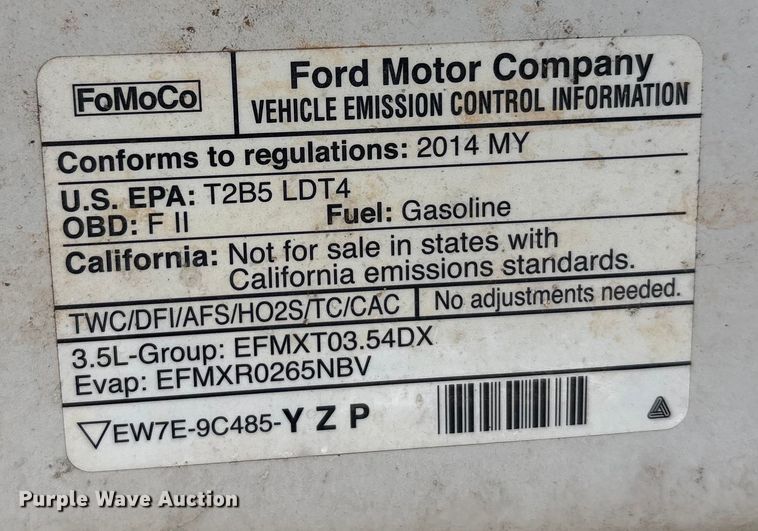 FoMoCo
Ford Motor Company
VEHICLE EMISSION CONTROL INFORMATION
Conforms to regulations: 2014 MY
U.S. EPA: T2B5 LDT4
OBD: F II Fuel: Gasoline
California: Not for sale in states with
California emissions standards.
TWC/DFI/AFS/HO2S/TC/CAC No adjustments needed.
3.5L-Group: EFMXT03.54DX
Evap: EFMXR0265NBV
EW7E-9C485-Y Z P
Purple Wave Auction